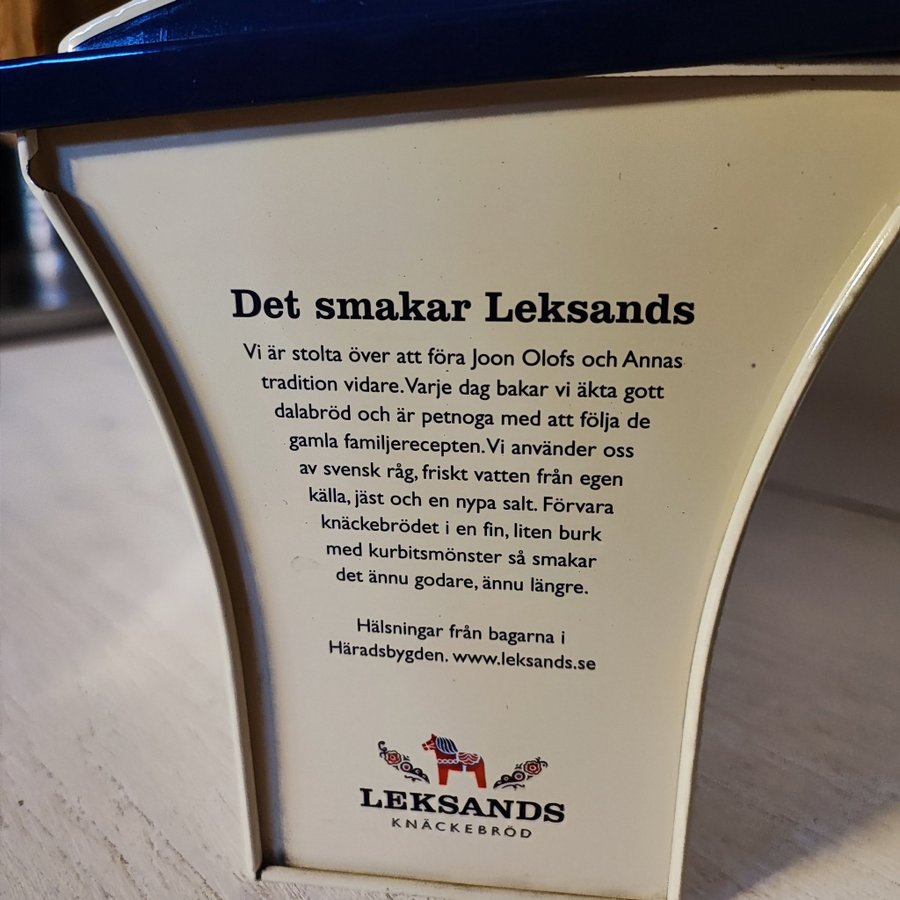 Det smakar Leksands
Vi är stolta över att föra Joon Olofs och Annas
tradition vidare. Varje dag bakar vi äkta gott
dalabröd och är petnoga med att följa de
gamla familjerecepten. Vi använder oss
av svensk råg, friskt vatten från egen
källa, jäst och en nypa salt. Förvara
knäckebrödet i en fin, liten burk
med kurbitsmönster så smakar
det ännu godare, ännu längre.
Hälsningar från bagarna i
Häradsbygden. www.leksands.se
LEKSANDS
KNÄCKEBRÖD